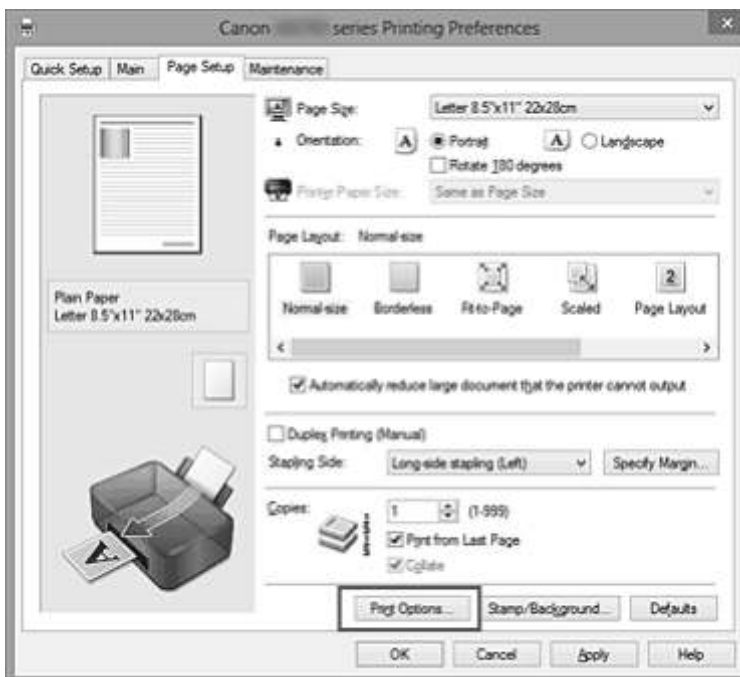 Canon series Printing Preferences
Quick Setup Main Page Setup Maintenance
Page Size: Letter 8.5"x11" 22x28cm
Orientation: A Portrait A Landscape
Rotate 180 degrees
Printer Paper Size: Same as Page Size
Page Layout: Normal-size
Normal-size Borderless Fit-to-Page Scaled 2 Page Layout
Plain Paper
Letter 8.5"x11" 22x28cm
Automatically reduce large document that the printer cannot output
Duplex Printing (Manual)
Stapling Side: Long-side stapling (Left) Specify Margin...
Copies: 1 (1-999)
Print from Last Page
Collate
A
Print Options... Stamp/Background... Defaults
OK Cancel Apply Help